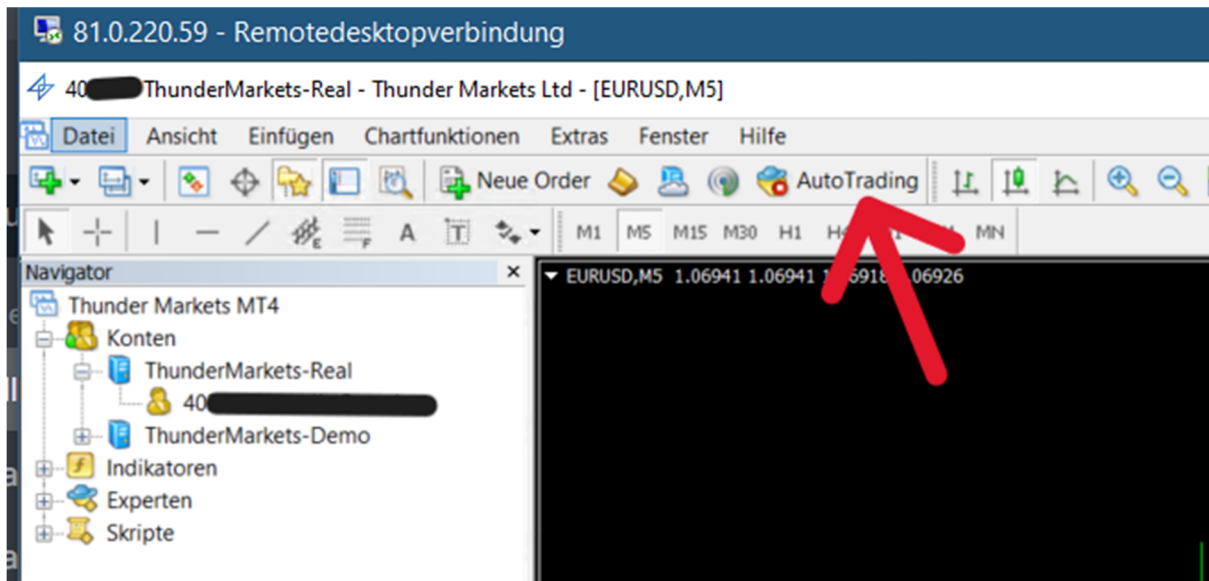 81.0.220.59 - Remotedesktopverbindung
40 ThunderMarkets-Real - Thunder Markets Ltd - [EURUSD,M5]
Datei Ansicht Einfügen Chartfunktionen Extras Fenster Hilfe
Neue Order AutoTrading
E F A T M1 M5 M15 M30 H1 MN
Navigator
EURUSD,M5 1.06941 1.06941
Thunder Markets MT4
Konten
ThunderMarkets-Real
40
ThunderMarkets-Demo
Indikatoren
Experten
Skripte